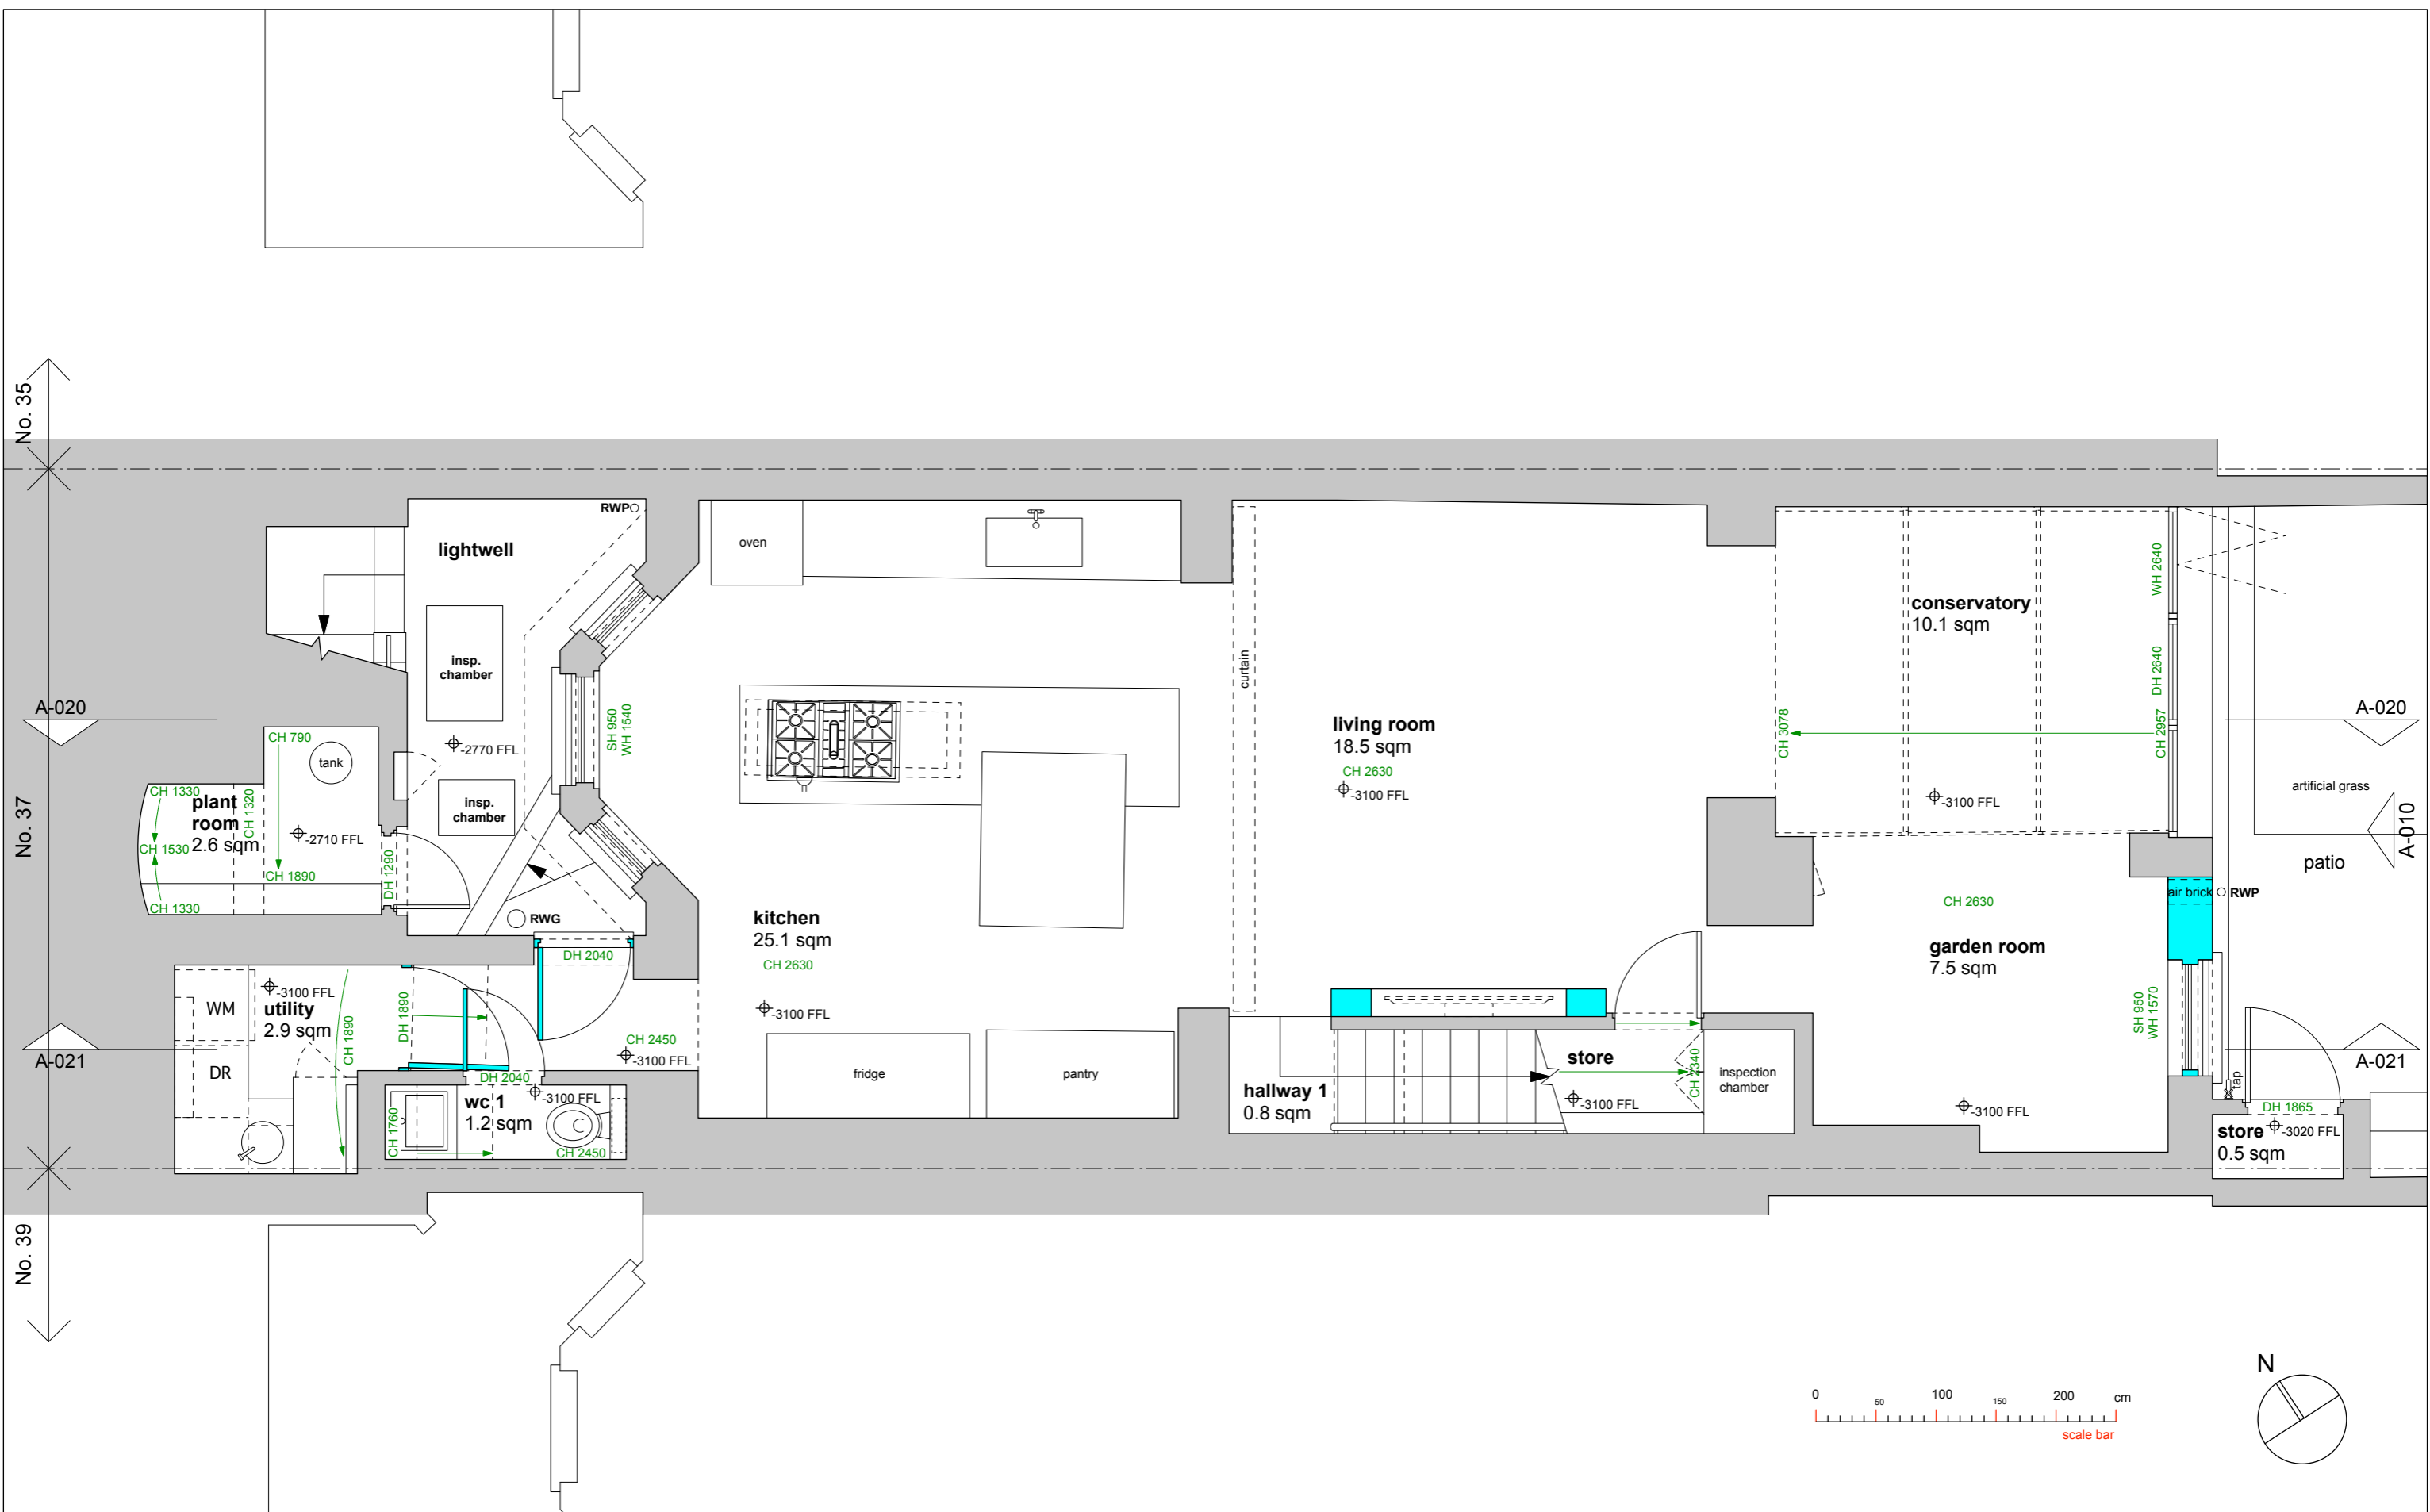 No. 35
No. 37
No. 39
A-020
A-021
lightwell
RWP
insp.
chamber
-2770 FFL
insp.
chamber
RWG
CH 790
tank
CH 1330
plant
room
2.6 sqm
CH 1320
-2710 FFL
CH 1530
CH 1890
CH 1330
DH 1290
SH 950
WH 1540
oven
kitchen
25.1 sqm
CH 2630
-3100 FFL
fridge
pantry
DH 2040
-3100 FFL
utility
2.9 sqm
WM
DR
CH 1890
DH 1890
CH 2450
-3100 FFL
DH 2040
-3100 FFL
wc 1
1.2 sqm
CH 1760
CH 2450
curtain
living room
18.5 sqm
CH 2630
-3100 FFL
hallway 1
0.8 sqm
store
-3100 FFL
CH 2340
inspection
chamber
conservatory
10.1 sqm
CH 3078
WH 2640
DH 2640
CH 2957
-3100 FFL
CH 2630
garden room
7.5 sqm
-3100 FFL
SH 950
WH 1570
air brick
RWP
A-020
artificial grass
A-010
patio
A-021
tap
DH 1865
store
-3020 FFL
0.5 sqm
0
50
100
150
200
cm
scale bar
N